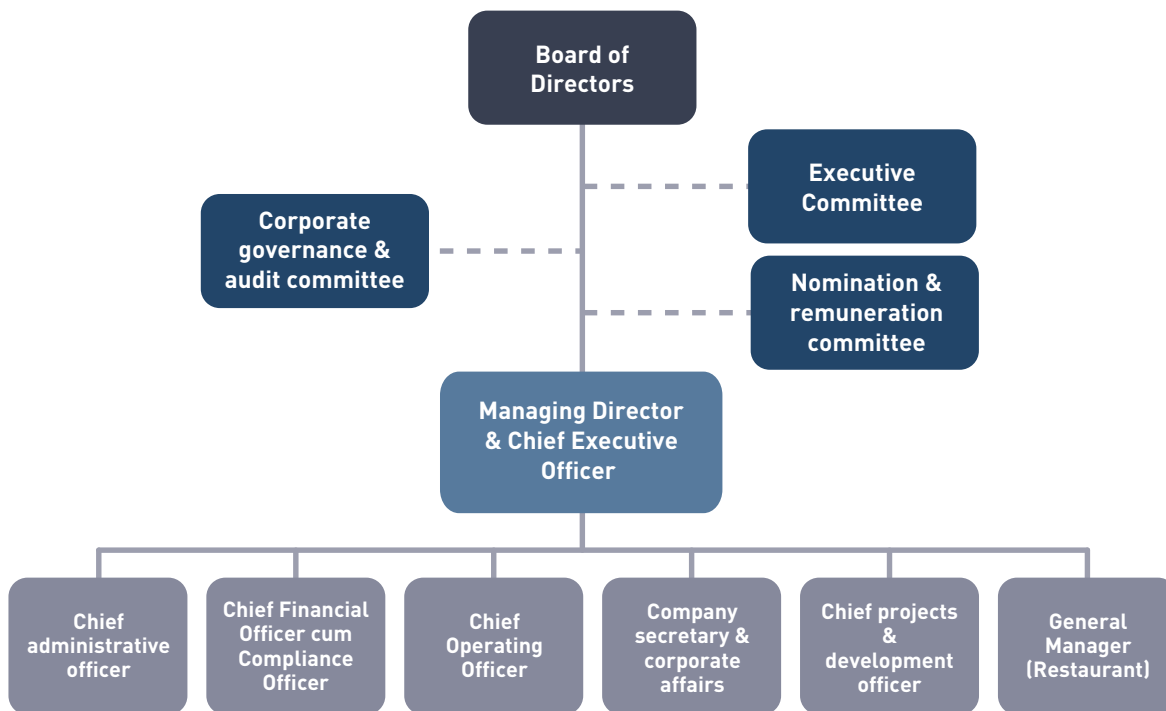 Board of
Directors
Executive
Committee
Corporate
governance &
audit committee
Nomination &
remuneration
committee
Managing Director
& Chief Executive
Officer
Chief
administrative
officer
Chief Financial
Officer cum
Compliance
Officer
Chief
Operating
Officer
Company
secretary &
corporate
affairs
Chief projects
&
development
officer
General
Manager
(Restaurant)